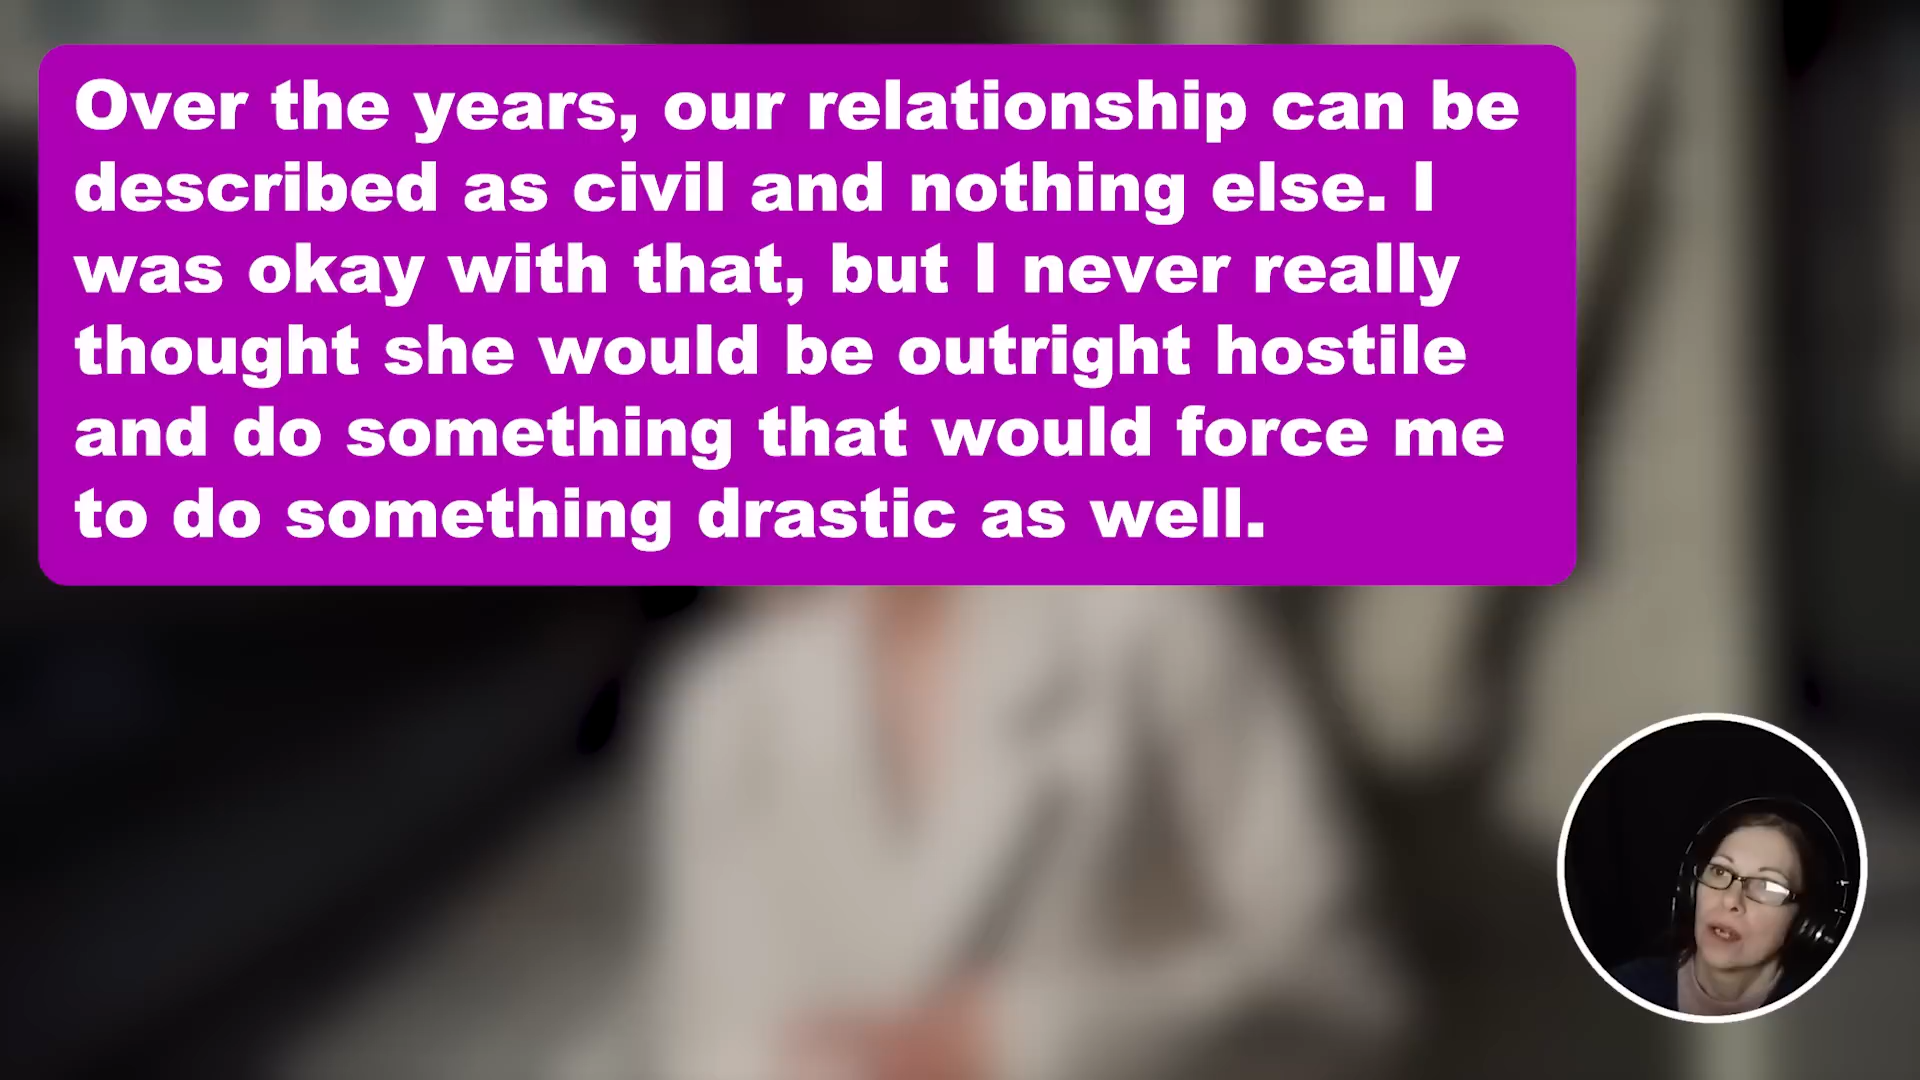 Over the years, our relationship can be
described as civil and nothing else. I
was okay with that, but I never really
thought she would be outright hostile
and do something that would force me
to do something drastic as well.